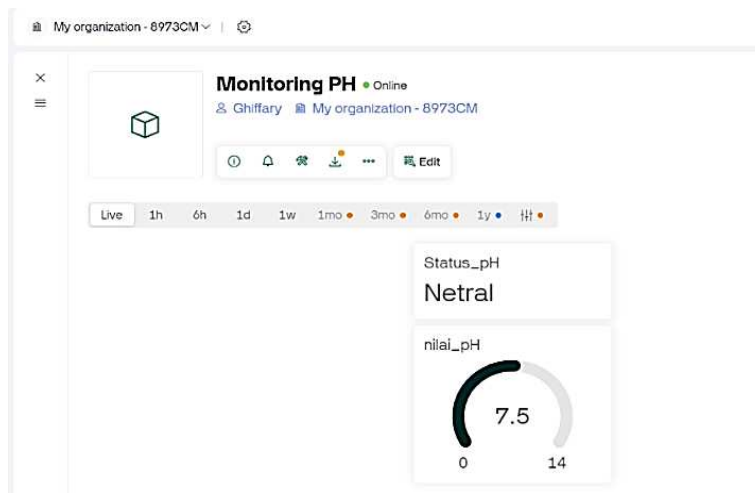 My organization - 8973CM
Monitoring PH Online
Ghiffary My organization - 8973CM
Edit
Live 1h 6h 1d 1w 1mo 3mo 6mo 1y
Status_pH
Netral
nilai_pH
7.5
0 14